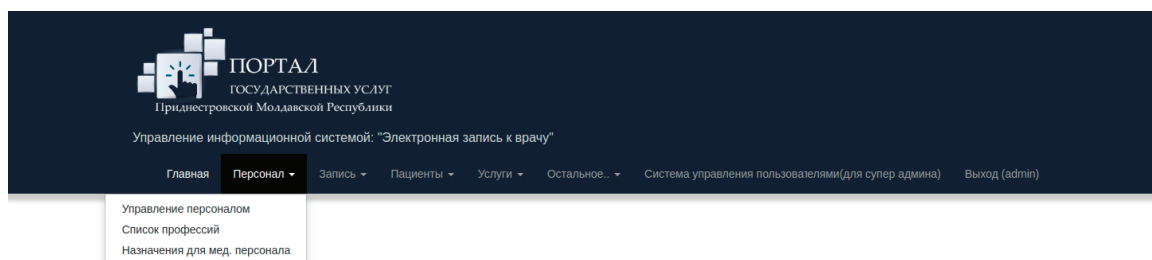 ПОРТАЛ
ГОСУДАРСТВЕННЫХ УСЛУГ
Приднестровской Молдавской Республики
Управление информационной системой: "Электронная запись к врачу"
Главная Персонал Запись Пациенты Услуги Остальное.. Система управления пользователями(для супер админа) Выход (admin)
Управление персоналом
Список профессий
Назначения для мед. персонала